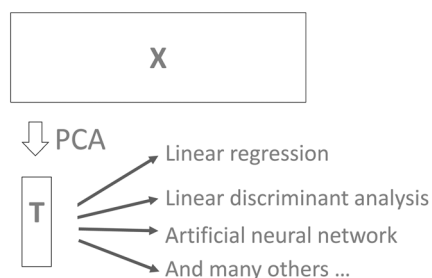 X
PCA
T
Linear regression
Linear discriminant analysis
Artificial neural network
And many others ...